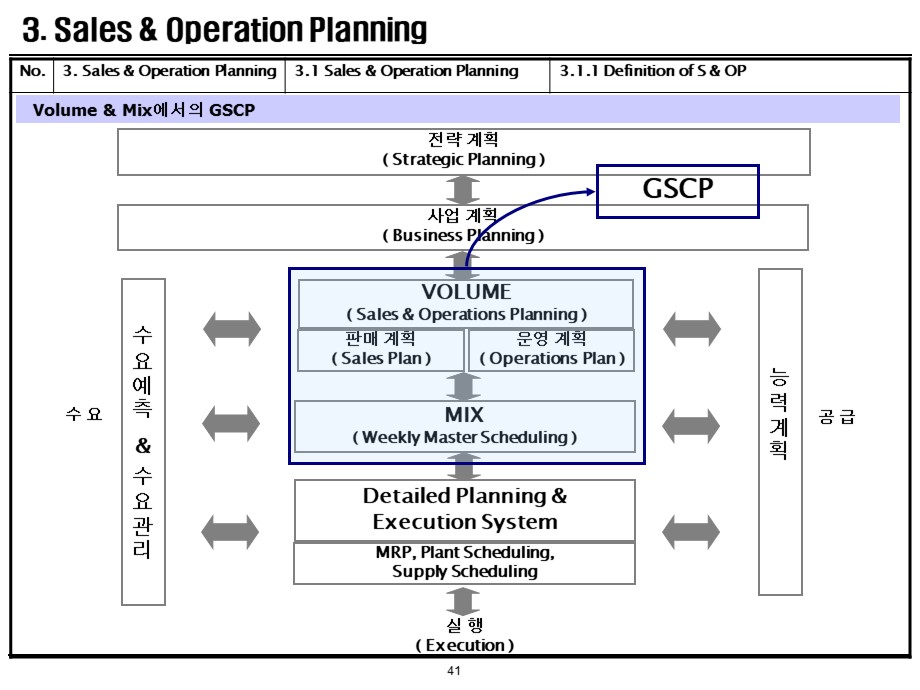 3. Sales & Operation Planning
No.
3. Sales & Operation Planning
3.1 Sales & Operation Planning
3.1.1 Definition of S & OP
Volume & Mix에서의 GSCP
전략 계획
( Strategic Planning )
GSCP
사업 계획
( Business Planning )
VOLUME
( Sales & Operations Planning )
판매 계획
( Sales Plan )
운영 계획
( Operations Plan )
MIX
( Weekly Master Scheduling )
수 요
수요예측 & 수요관리
능력계획
공 급
Detailed Planning &
Execution System
MRP, Plant Scheduling,
Supply Scheduling
실 행
( Execution )
41